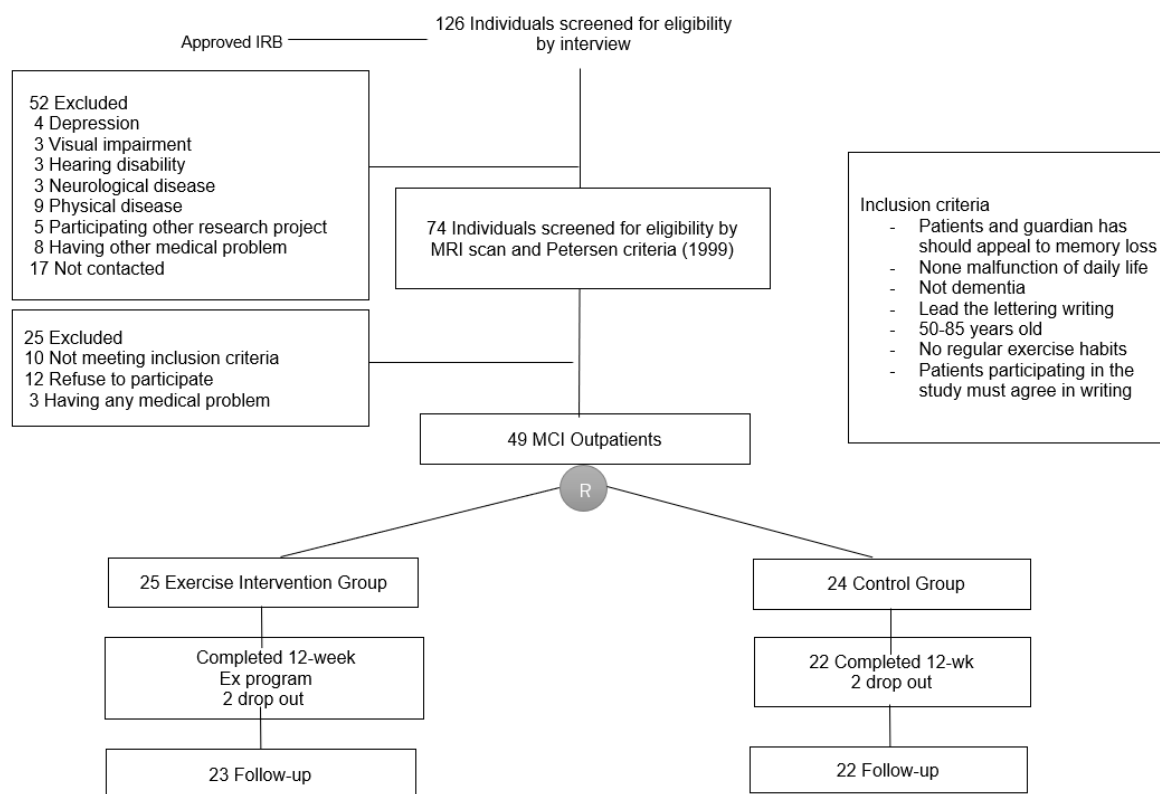 126 Individuals screened for eligibility
by interview
Approved IRB
52 Excluded
4 Depression
3 Visual impairment
3 Hearing disability
3 Neurological disease
9 Physical disease
5 Participating other research project
8 Having other medical problem
17 Not contacted
74 Individuals screened for eligibility by
MRI scan and Petersen criteria (1999)
Inclusion criteria
- Patients and guardian has
should appeal to memory loss
- None malfunction of daily life
- Not dementia
- Lead the lettering writing
- 50-85 years old
- No regular exercise habits
- Patients participating in the
study must agree in writing
25 Excluded
10 Not meeting inclusion criteria
12 Refuse to participate
3 Having any medical problem
49 MCI Outpatients
R
25 Exercise Intervention Group
24 Control Group
Completed 12-week
Ex program
2 drop out
22 Completed 12-wk
2 drop out
23 Follow-up
22 Follow-up